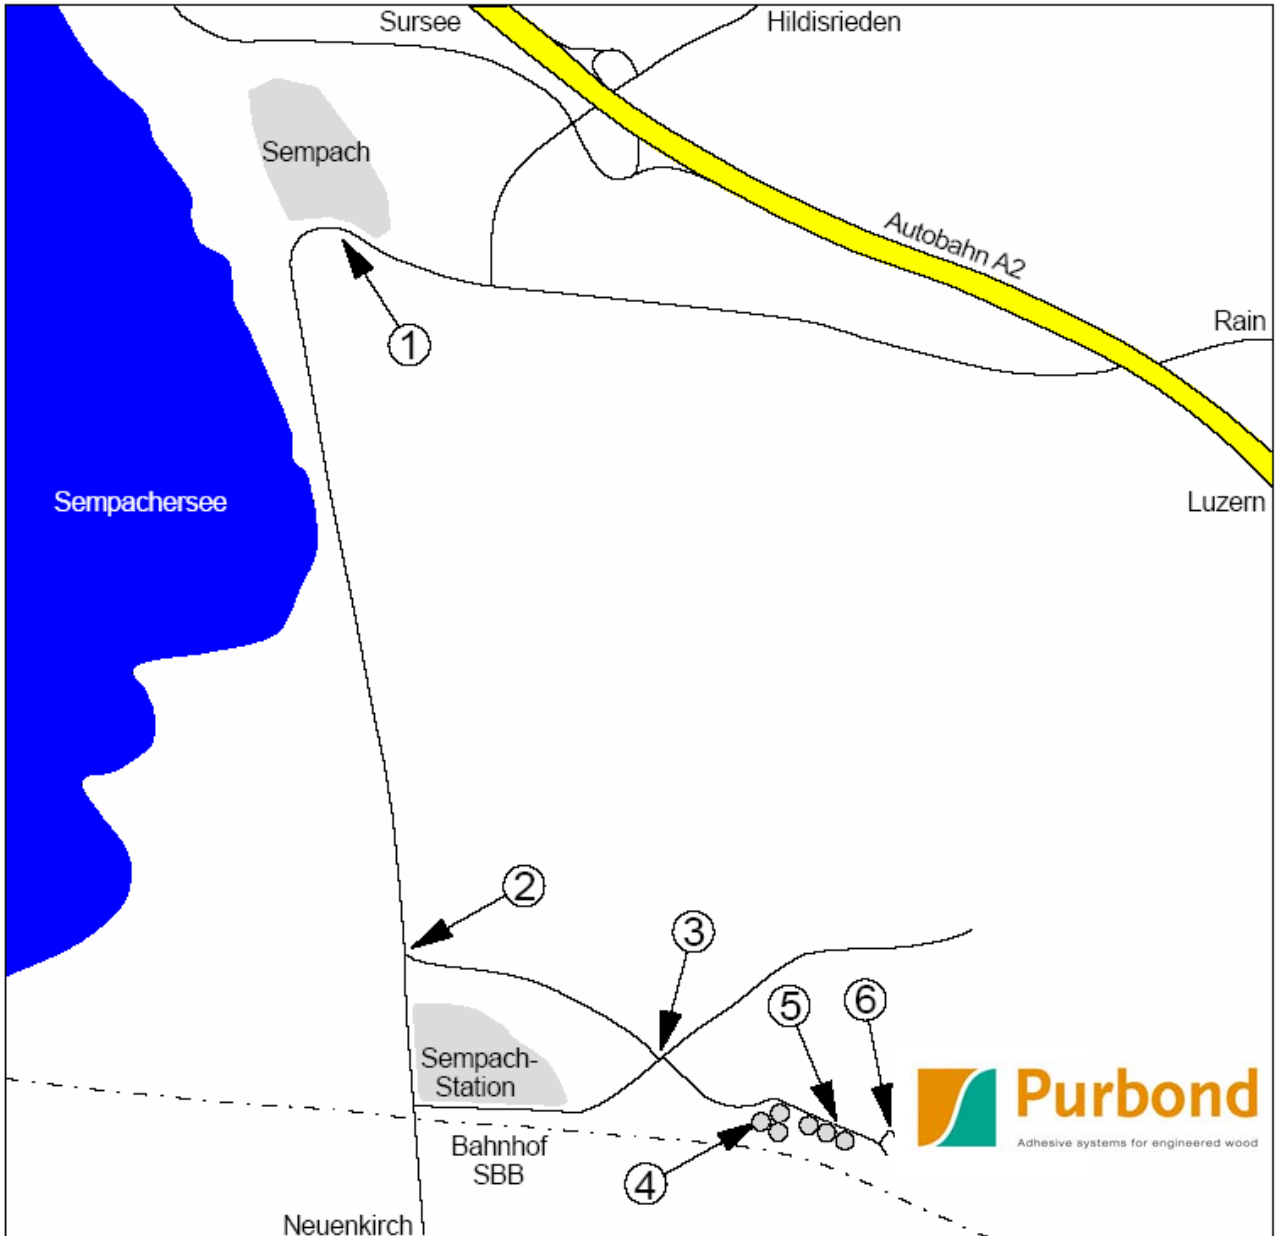 Sursee
Hildisrieden
Sempach
Autobahn A2
Rain
1
Sempachersee
Luzern
2
3
5
6
Sempach-
Station
Purbond
Adhesive systems for engineered wood
Bahnhof
SBB
4
Neuenkirch